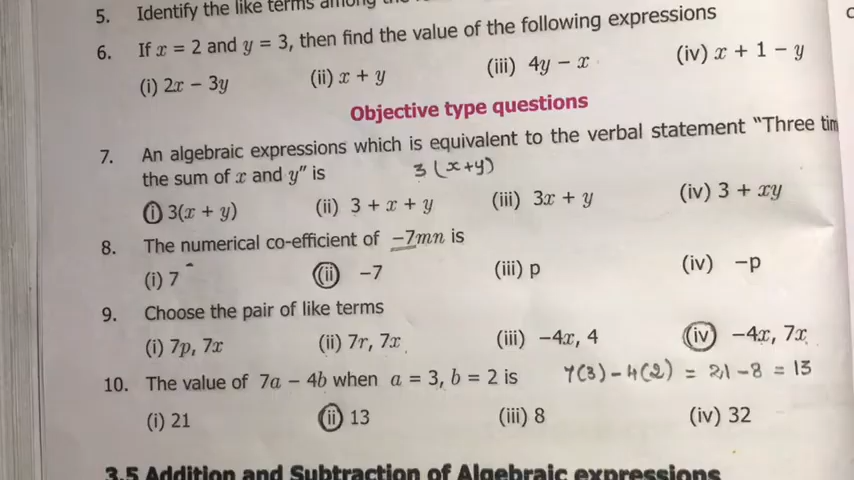 5. Identify the like terms among the
6. If x = 2 and y = 3, then find the value of the following expressions
(i) 2x − 3y (ii) x + y (iii) 4y − x (iv) x + 1 − y
Objective type questions
7. An algebraic expressions which is equivalent to the verbal statement "Three tim
the sum of x and y" is 3(x+y)
(i) 3(x + y) (ii) 3 + x + y (iii) 3x + y (iv) 3 + xy
8. The numerical co-efficient of −7mn is
(i) 7 (ii) −7 (iii) p (iv) −p
9. Choose the pair of like terms
(i) 7p, 7x (ii) 7r, 7x (iii) −4x, 4 (iv) −4x, 7x
10. The value of 7a − 4b when a = 3, b = 2 is 7(3)−4(2) = 21−8 = 13
(i) 21 (ii) 13 (iii) 8 (iv) 32
3.5 Addition and Subtraction of Algebraic expressions